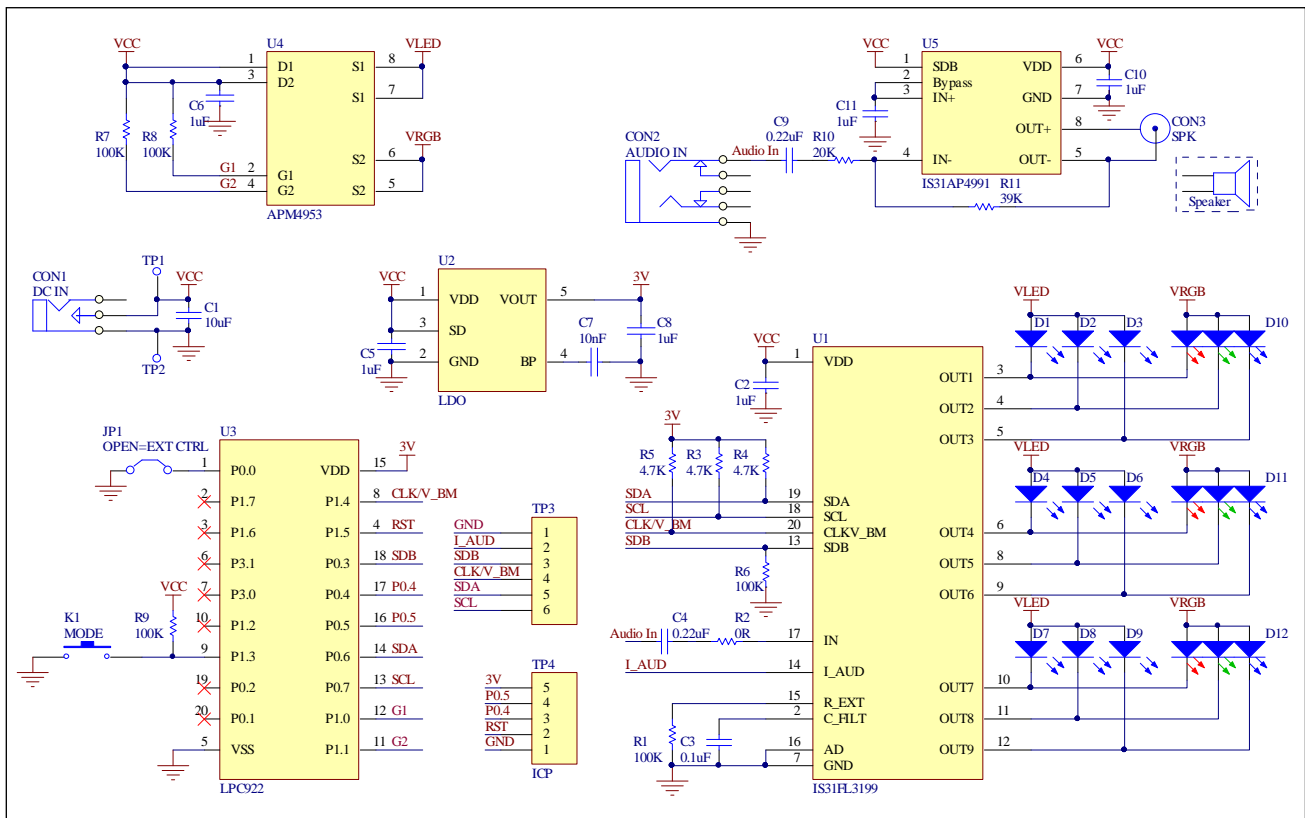 VCC
U4
VLED
1
D1
S1
8
3
D2
S1
7
C6
1uF
R7
100K
R8
100K
VRGB
S2
6
G1
2
G1
G2
4
G2
S2
5
APM4953
U5
VCC
VCC
1
SDB
VDD
6
2
Bypass
3
IN+
GND
7
C10
1uF
C11
1uF
C9
0.22uF
R10
20K
OUT+
8
CON3
SPK
CON2
AUDIO IN
Audio In
4
IN-
OUT-
5
IS31AP4991
R11
39K
Speaker
CON1
DC IN
TP1
VCC
C1
10uF
TP2
U2
VCC
3V
1
VDD
VOUT
5
3
SD
C7
10nF
C8
1uF
C5
1uF
2
GND
BP
4
LDO
JP1
OPEN=EXT CTRL
U3
3V
1
P0.0
VDD
15
2
P1.7
P1.4
8
CLK/V_BM
3
P1.6
P1.5
4
RST
6
P3.1
P0.3
18
SDB
7
P3.0
P0.4
17
P0.4
VCC
10
P1.2
P0.5
16
P0.5
K1
MODE
R9
100K
9
P1.3
P0.6
14
SDA
19
P0.2
P0.7
13
SCL
20
P0.1
P1.0
12
G1
5
VSS
P1.1
11
G2
LPC922
TP3
GND
1
I_AUD
2
SDB
3
CLK/V_BM
4
SDA
5
SCL
6
TP4
3V
5
P0.5
4
P0.4
3
RST
2
GND
1
ICP
U1
VCC
1
VDD
C2
1uF
3V
R5
4.7K
R3
4.7K
R4
4.7K
SDA
19
SDA
SCL
18
SCL
CLK/V_BM
20
CLKV_BM
SDB
13
SDB
R6
100K
Audio In
C4
0.22uF
R2
0R
17
IN
I_AUD
14
I_AUD
15
R_EXT
2
C_FILT
R1
100K
C3
0.1uF
16
AD
7
GND
IS31FL3199
VLED
VRGB
D1
D2
D3
D10
OUT1
3
OUT2
4
OUT3
5
VLED
VRGB
D4
D5
D6
D11
OUT4
6
OUT5
8
OUT6
9
VLED
VRGB
D7
D8
D9
D12
OUT7
10
OUT8
11
OUT9
12